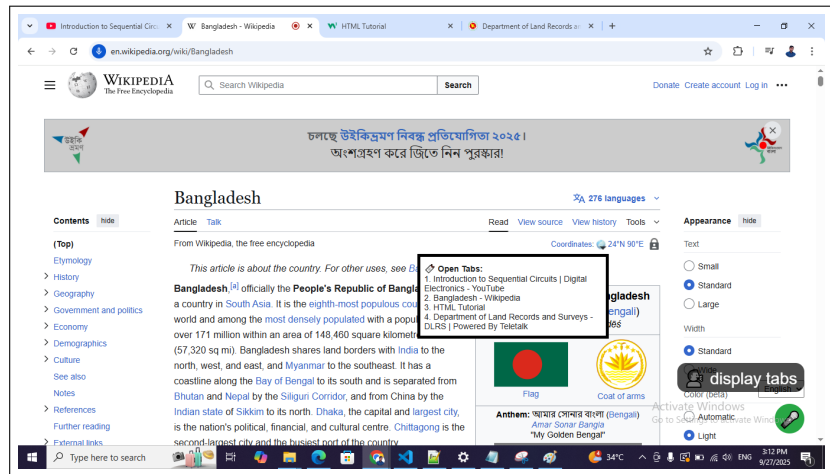 Introduction to Sequential Circ
Bangladesh - Wikipedia
HTML Tutorial
Department of Land Records a
en.wikipedia.org/wiki/Bangladesh
WIKIPEDIA
The Free Encyclopedia
Search Wikipedia
Search
Donate Create account Log in
উইকি
ভ্রমণ
চলছে উইকিভ্রমণ নিবন্ধ প্রতিযোগিতা ২০২৫।
অংশগ্রহণ করে জিতে নিন পুরস্কার!
Bangladesh
276 languages
Contents hide
Article Talk
Read View source View history Tools
Appearance hide
(Top)
Etymology
History
Geography
Government and politics
Economy
Demographics
Culture
See also
Notes
References
Further reading
External links
From Wikipedia, the free encyclopedia
Coordinates: 24°N 90°E
This article is about the country. For other uses, see
Bangladesh,[a] officially the People's Republic of
a country in South Asia. It is the eighth-most populous
world and among the most densely populated with a
over 171 million within an area of 148,460 square
(57,320 sq mi). Bangladesh shares land borders with India to the
north, west, and east, and Myanmar to the southeast. It has a
coastline along the Bay of Bengal to its south and is separated from
Bhutan and Nepal by the Siliguri Corridor, and from China by the
Indian state of Sikkim to its north. Dhaka, the capital and largest city,
is the nation's political, financial, and cultural centre. Chittagong is the
second-largest city and the busiest port of the country
Open Tabs:
1. Introduction to Sequential Circuits | Digital
Electronics - YouTube
2. Bangladesh - Wikipedia
3. HTML Tutorial
4. Department of Land Records and Surveys -
DLRS | Powered By Teletalk
gladesh
engali)
Flag
Coat of arms
Anthem: আমার সোনার বাংলা (Bengali)
Amar Sonar Bangla
"My Golden Bengal"
Text
Small
Standard
Large
Width
Standard
Wide
Color (beta)
Automatic
Light
display tabs
English
Activate Windows
Go to Settings to activate Windows
Type here to search
34°C
ENG
3:12 PM
9/27/2025